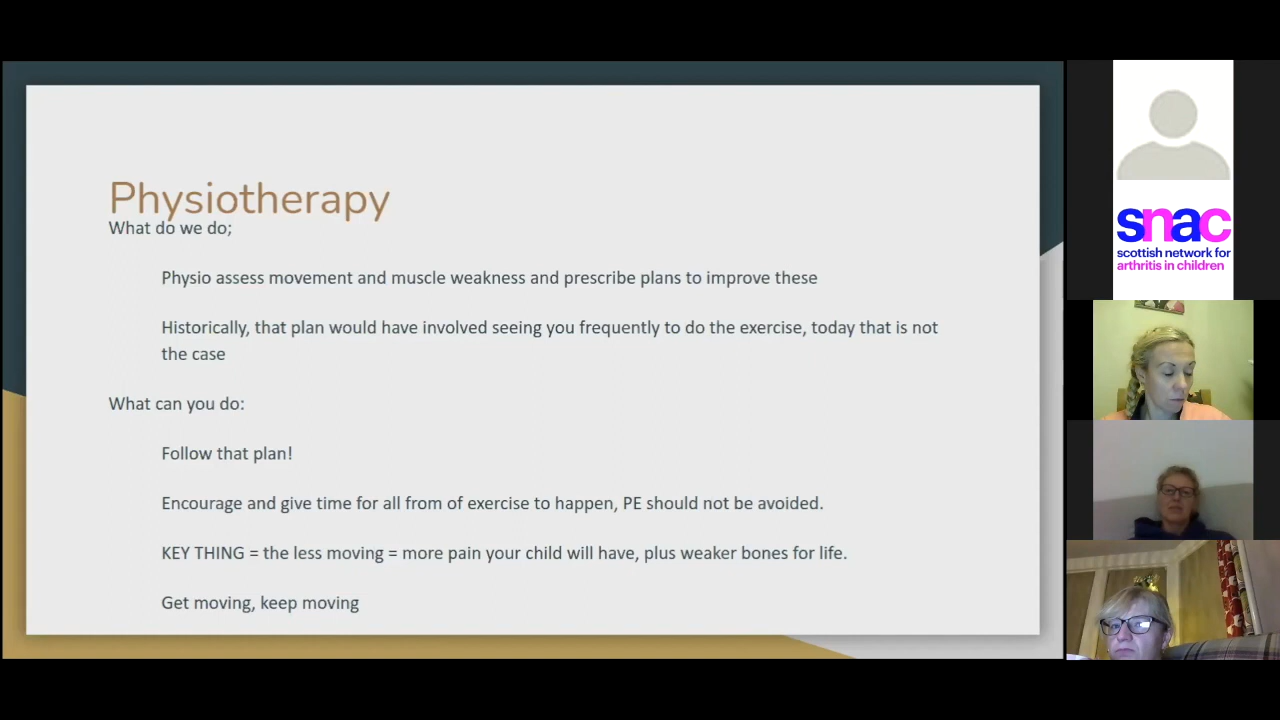 Physiotherapy
What do we do;
Physio assess movement and muscle weakness and prescribe plans to improve these
Historically, that plan would have involved seeing you frequently to do the exercise, today that is not
the case
What can you do:
Follow that plan!
Encourage and give time for all from of exercise to happen, PE should not be avoided.
KEY THING = the less moving = more pain your child will have, plus weaker bones for life.
Get moving, keep moving
snac
scottish network for
arthritis in children